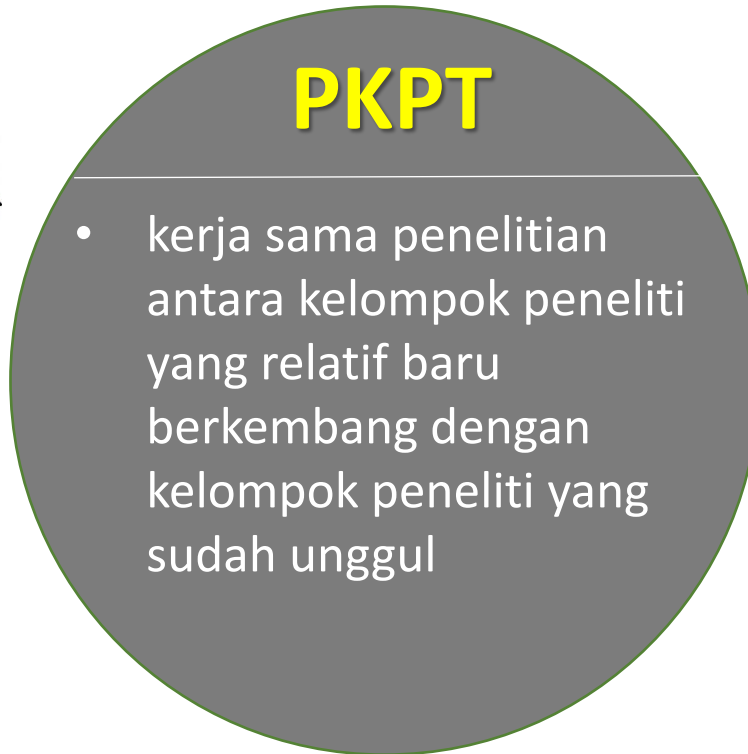 PKPT
• kerja sama penelitian
antara kelompok peneliti
yang relatif baru
berkembang dengan
kelompok peneliti yang
sudah unggul